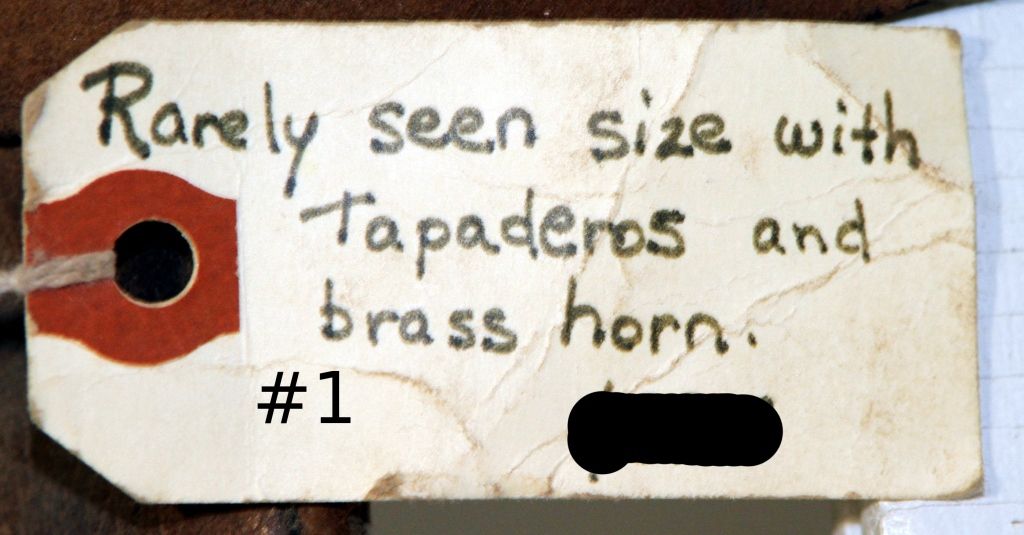 Rarely seen size with
Tapaderos and
brass horn.
#1